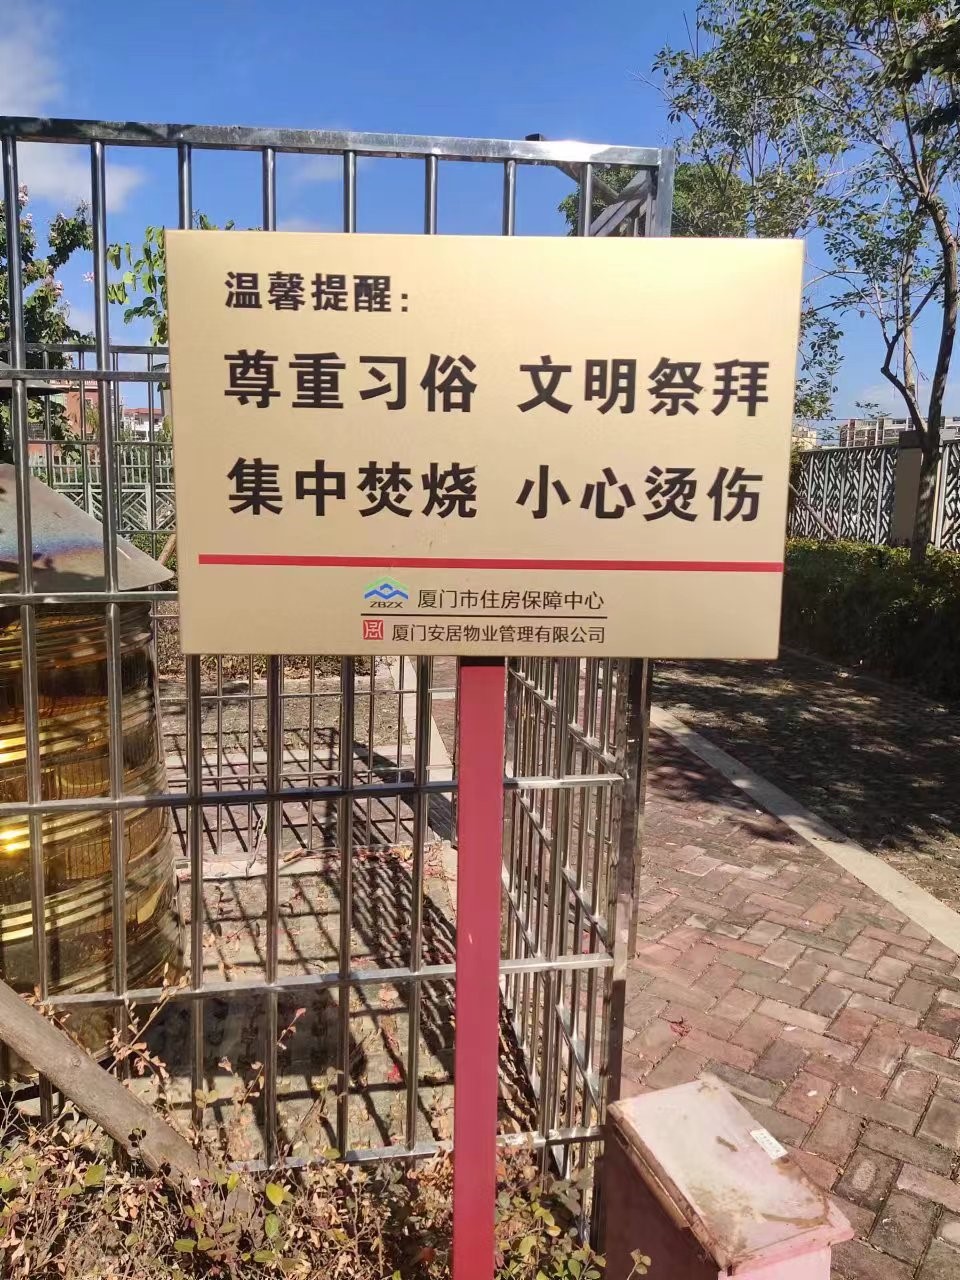 温馨提醒:
尊重习俗 文明祭拜
集中焚烧 小心烫伤
ZBZX 厦门市住房保障中心
厦门安居物业管理有限公司